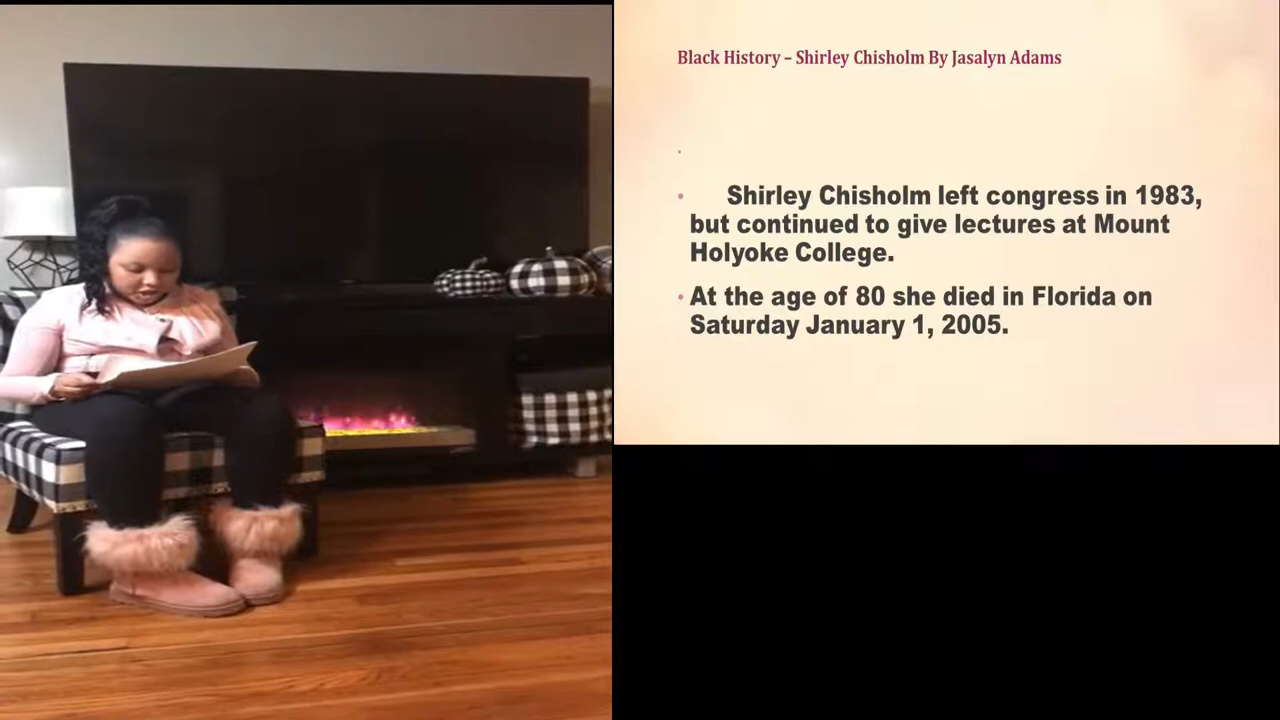 Black History – Shirley Chisholm By Jasalyn Adams
Shirley Chisholm left congress in 1983,
but continued to give lectures at Mount
Holyoke College.
At the age of 80 she died in Florida on
Saturday January 1, 2005.